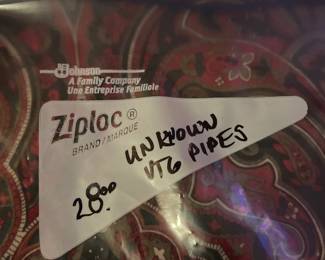 SC Johnson
A Family Company
Une Entreprise Familiale
Ziploc®
BRAND/MARQUE
UNKNOWN
VTG PIPES
28.00